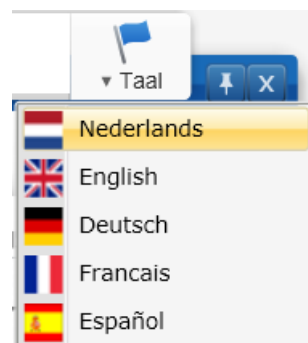 Taal
Nederlands
English
Deutsch
Francais
Español